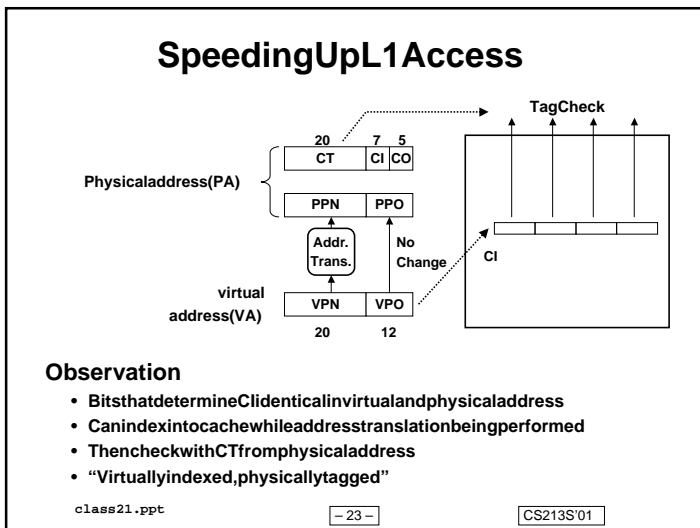 SpeedingUpL1Access
TagCheck
20 7 5
CT CI CO
Physicaladdress(PA)
PPN PPO
Addr.
Trans.
No
Change
CI
virtual
address(VA)
VPN VPO
20 12
Observation
• BitsthatdetermineCIidenticalinvirtualandphysicaladdress
• Canindexintocachewhileaddresstranslationbeingperformed
• ThencheckwithCTfromphysicaladdress
• “Virtuallyindexed,physicallytagged”
class21.ppt – 23 – CS213S’01